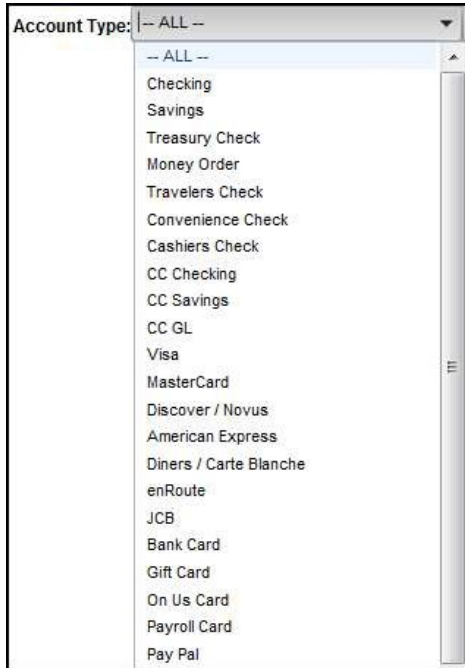 Account Type: -- ALL --
-- ALL --
Checking
Savings
Treasury Check
Money Order
Travelers Check
Convenience Check
Cashiers Check
CC Checking
CC Savings
CC GL
Visa
MasterCard
Discover / Novus
American Express
Diners / Carte Blanche
enRoute
JCB
Bank Card
Gift Card
On Us Card
Payroll Card
Pay Pal